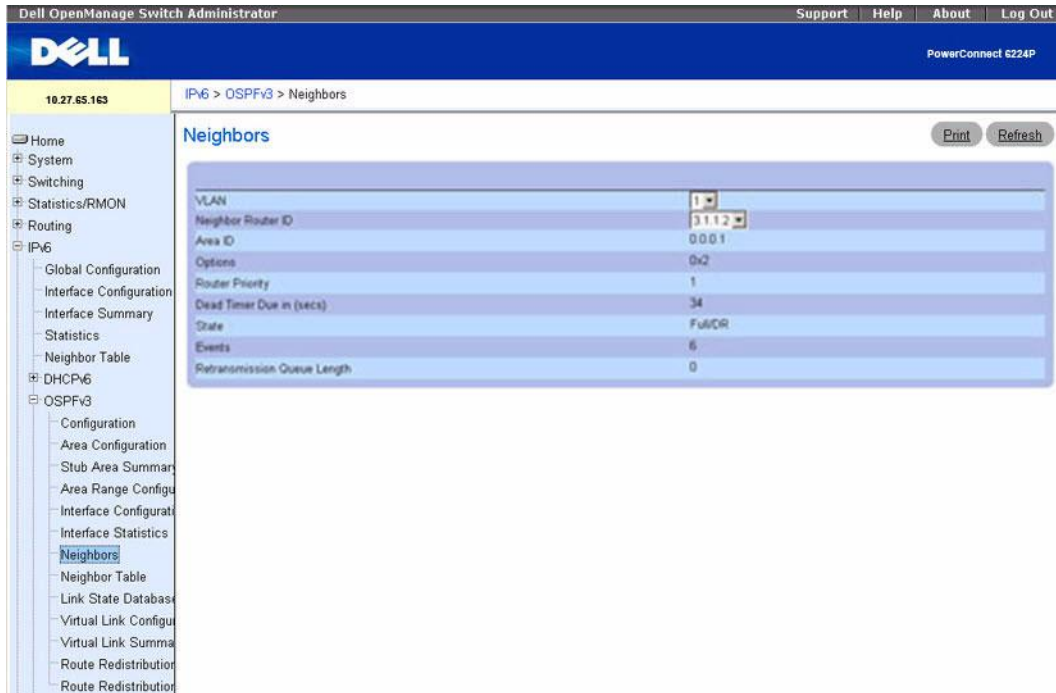 Dell OpenManage Switch Administrator
Support Help About Log Out
DELL
PowerConnect 6224P
10.27.65.163
IPv6 > OSPFv3 > Neighbors
Home
System
Switching
Statistics/RMON
Routing
IPv6
Global Configuration
Interface Configuration
Interface Summary
Statistics
Neighbor Table
DHCPv6
OSPFv3
Configuration
Area Configuration
Stub Area Summary
Area Range Configu
Interface Configurati
Interface Statistics
Neighbors
Neighbor Table
Link State Database
Virtual Link Configu
Virtual Link Summa
Route Redistribution
Route Redistribution
Neighbors
Print Refresh
VLAN 1
Neighbor Router ID 3.1.1.2
Area ID 0.0.0.1
Options 0x2
Router Priority 1
Dead Timer Due in (secs) 34
State Full/DR
Events 6
Retransmission Queue Length 0